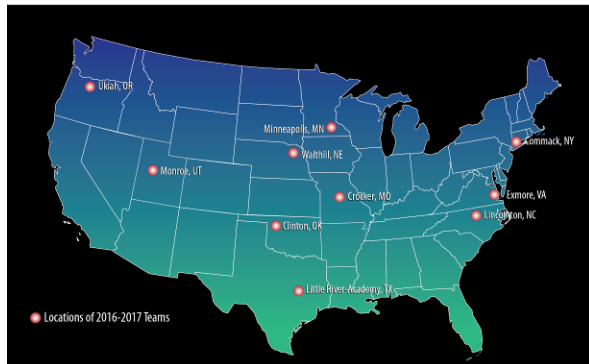 Ukiah, OR
Minneapolis, MN
Commack, NY
Walthill, NE
Monroe, UT
Crocker, MO
Exmore, VA
Lincolnton, NC
Clinton, OK
Little River-Academy, TX
Locations of 2016-2017 Teams